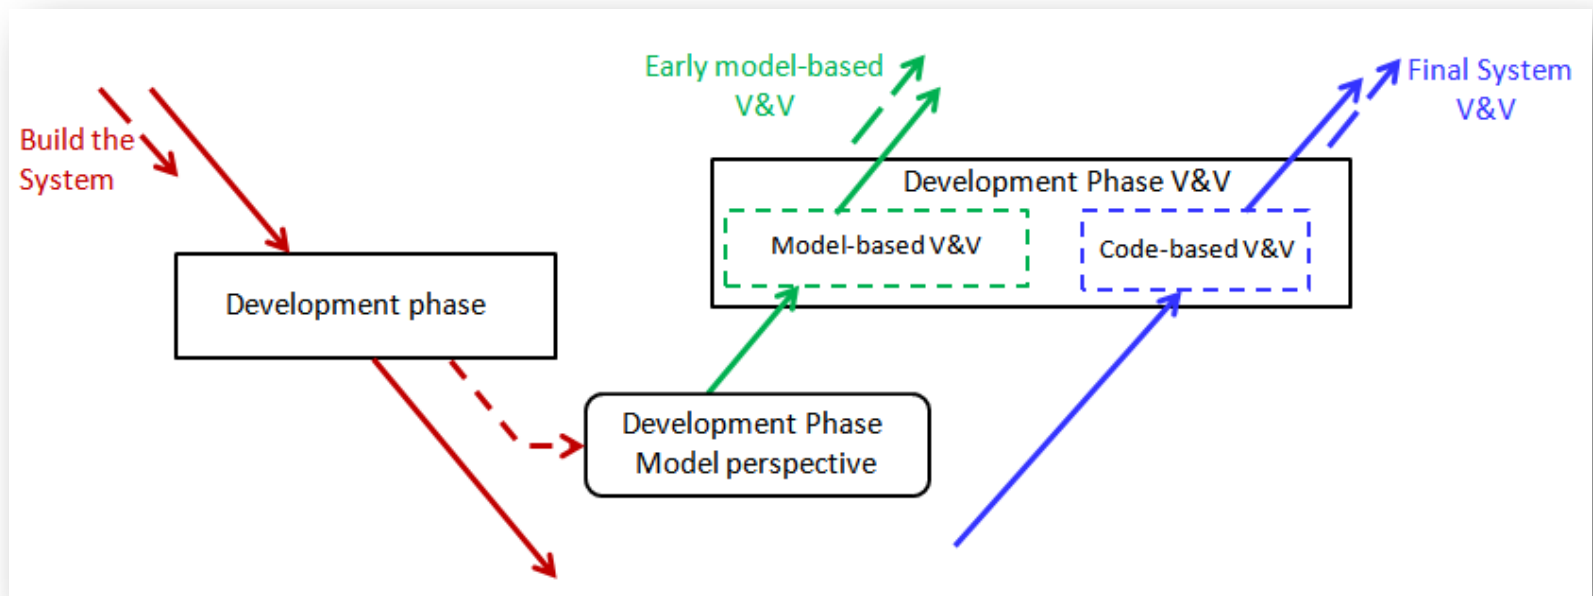 Build the
System
Development phase
Development Phase
Model perspective
Early model-based
V&V
Development Phase V&V
Model-based V&V
Code-based V&V
Final System
V&V